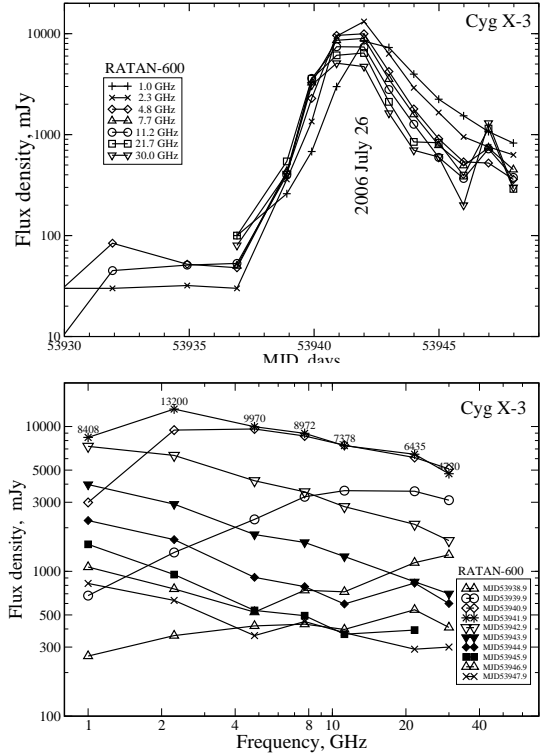 Cyg X-3
10000
1000
100
10
Flux density, mJy
RATAN-600
1.0 GHz
2.3 GHz
4.8 GHz
7.7 GHz
11.2 GHz
21.7 GHz
30.0 GHz
2006 July 26
53930
53935
53940
53945
MJD, days
Cyg X-3
10000
5000
3000
1000
500
300
100
Flux density, mJy
8408
13200
9970
8972
7378
6435
RATAN-600
MJD53938.9
MJD53939.9
MJD53940.9
MJD53941.9
MJD53942.9
MJD53943.9
MJD53944.9
MJD53945.9
MJD53946.9
MJD53947.9
1
2
4
8
10
20
40
Frequency, GHz